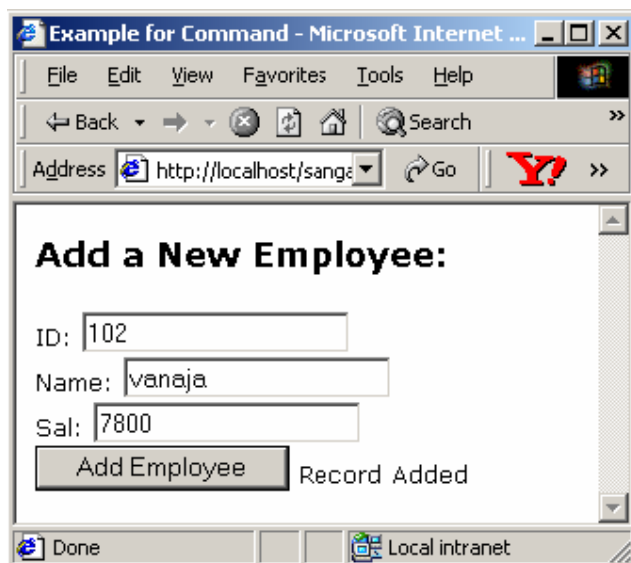 Example for Command - Microsoft Internet ...
File Edit View Favorites Tools Help
Back Search »
Address http://localhost/sanga Go Y! »
Add a New Employee:
ID: 102
Name: vanaja
Sal: 7800
Add Employee Record Added
Done Local intranet